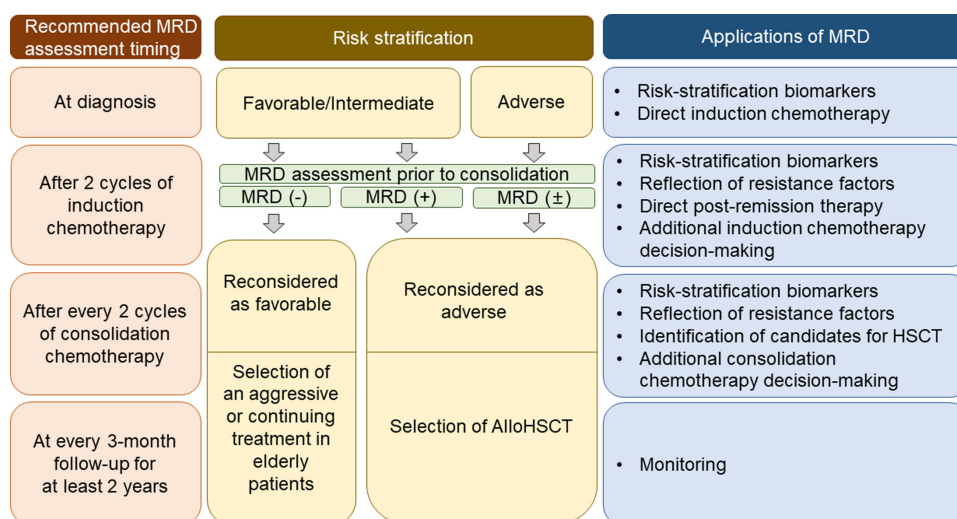 Recommended MRD
assessment timing
Risk stratification
Applications of MRD
At diagnosis
Favorable/Intermediate
Adverse
• Risk-stratification biomarkers
• Direct induction chemotherapy
After 2 cycles of
induction
chemotherapy
MRD assessment prior to consolidation
MRD (-)
MRD (+)
MRD (±)
• Risk-stratification biomarkers
• Reflection of resistance factors
• Direct post-remission therapy
• Additional induction chemotherapy
decision-making
After every 2 cycles
of consolidation
chemotherapy
Reconsidered
as favorable
Reconsidered as
adverse
• Risk-stratification biomarkers
• Reflection of resistance factors
• Identification of candidates for HSCT
• Additional consolidation
chemotherapy decision-making
At every 3-month
follow-up for
at least 2 years
Selection of
an aggressive
or continuing
treatment in
elderly
patients
Selection of AlloHSCT
• Monitoring